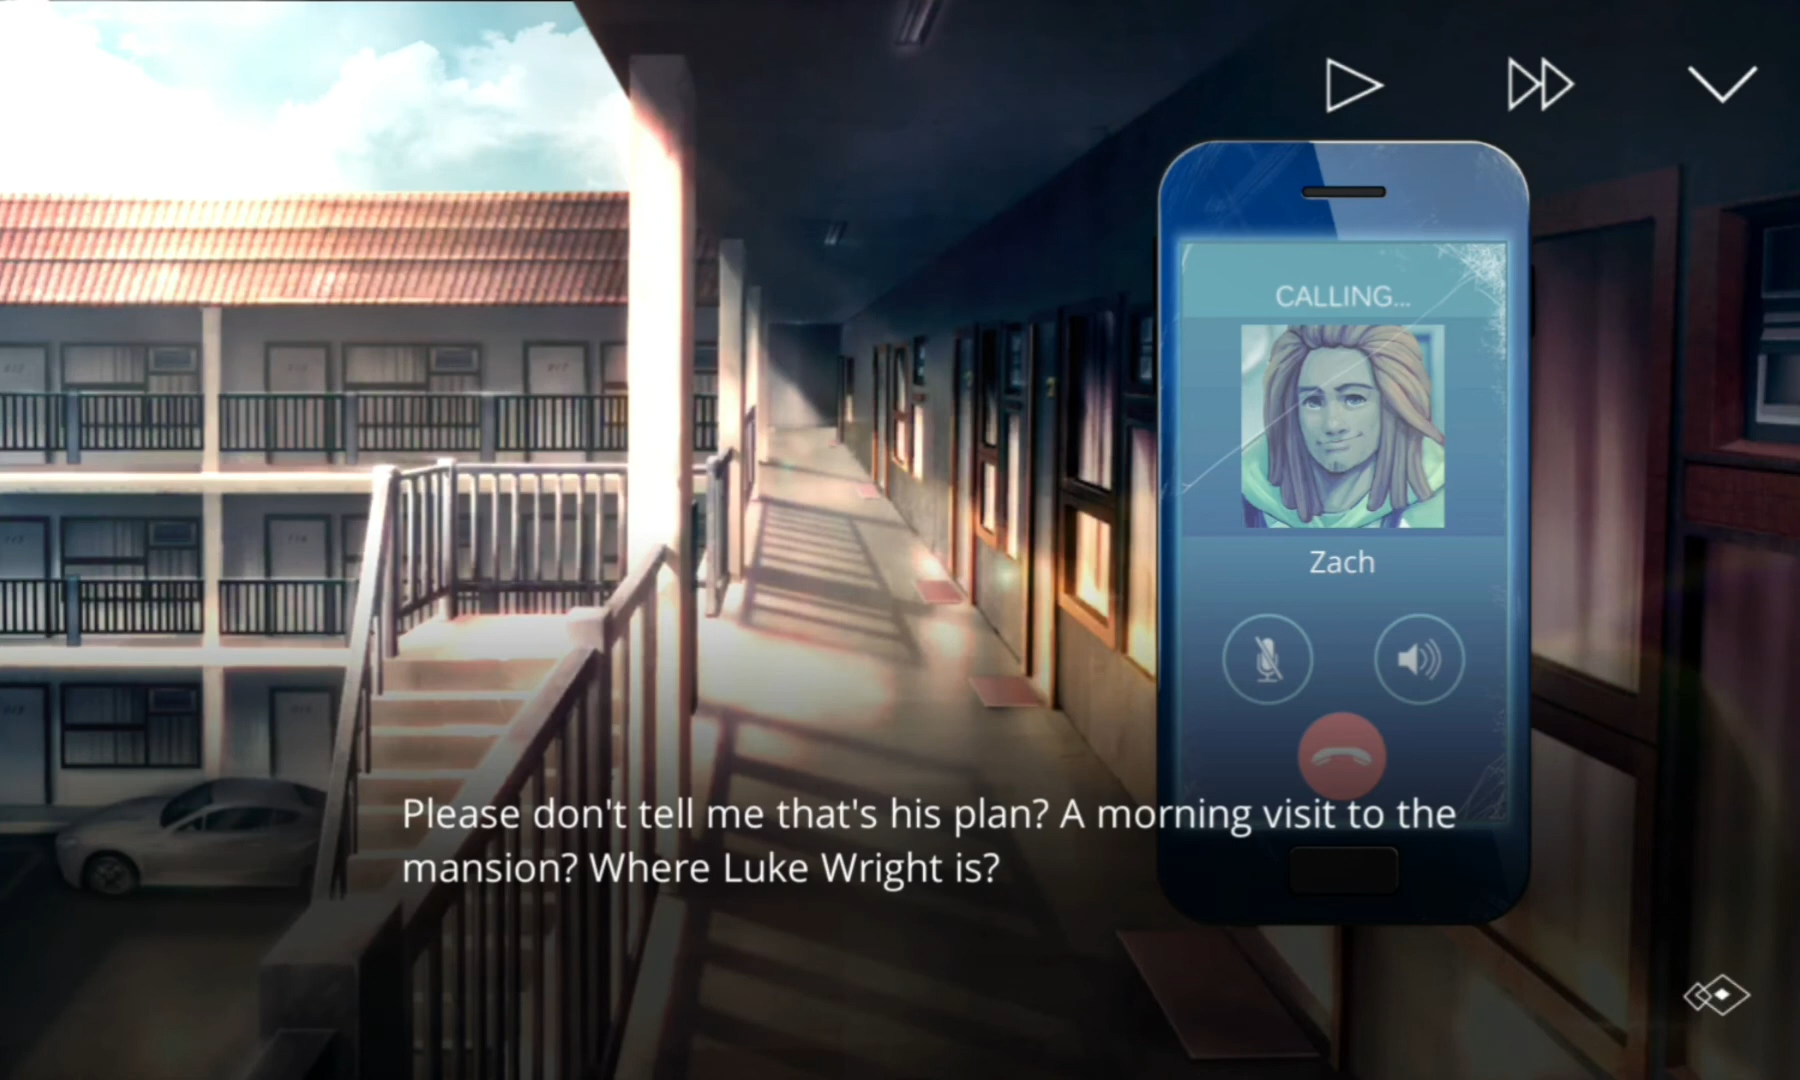 CALLING...
Zach
Please don't tell me that's his plan? A morning visit to the
mansion? Where Luke Wright is?